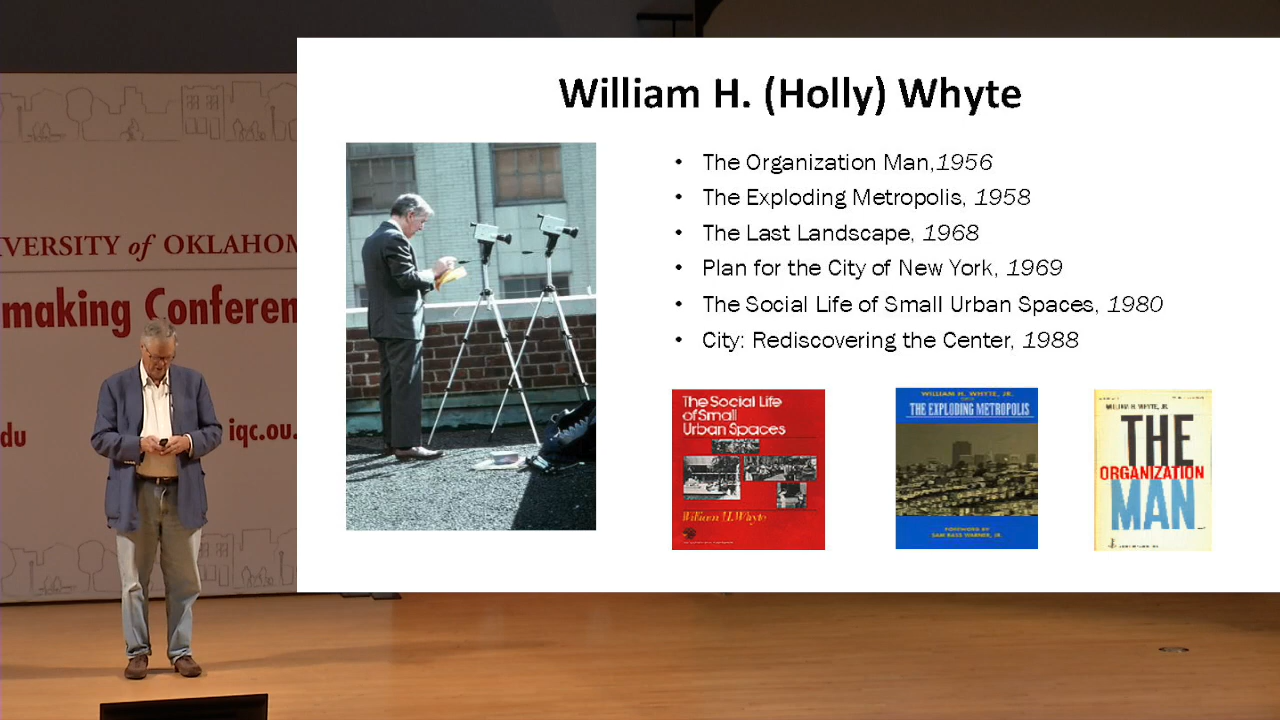 William H. (Holly) Whyte
• The Organization Man,1956
• The Exploding Metropolis, 1958
• The Last Landscape, 1968
• Plan for the City of New York, 1969
• The Social Life of Small Urban Spaces, 1980
• City: Rediscovering the Center, 1988
VERSITY of OKLAHOM
making Conferen
du
iqc.ou.
The Social Life
of Small
Urban Spaces
William H. Whyte
WILLIAM H. WHYTE, JR.
THE EXPLODING METROPOLIS
FOREWORD BY
SAM BASS WARNER, JR.
WILLIAM H. WHYTE, JR.
THE
ORGANIZATION
MAN